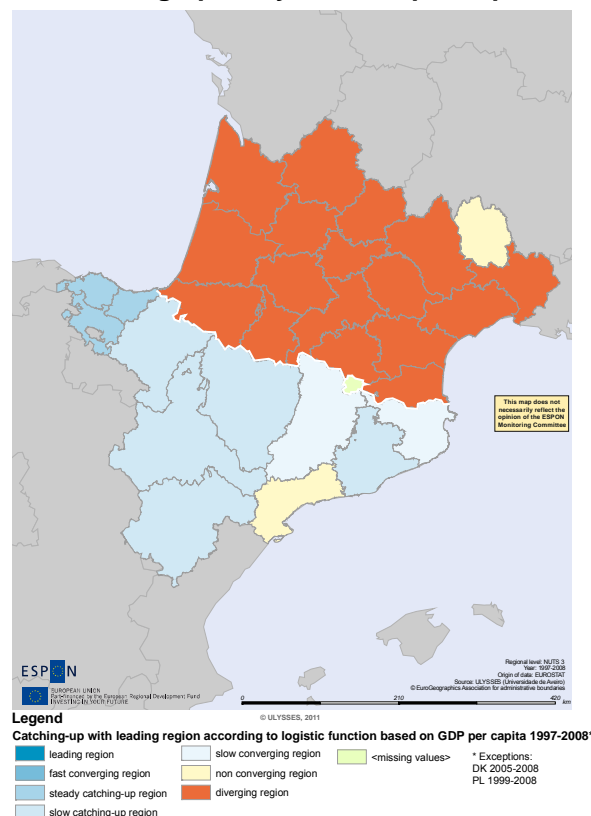 This map does not
necessarily reflect the
opinion of the ESPON
Monitoring Committee
ESPON
EUROPEAN UNION
Part-financed by the European Regional Development Fund
INVESTING IN YOUR FUTURE
Regional level: NUTS 3
Year: 1997-2008
Origin of data: EUROSTAT
Source: ULYSSES (Universidade de Aveiro)
© EuroGeographics Association for administrative boundaries
0 210 420
km
Legend
© ULYSSES, 2011
Catching-up with leading region according to logistic function based on GDP per capita 1997-2008*
leading region
fast converging region
steady catching-up region
slow catching-up region
slow converging region
non converging region
diverging region
<missing values>
* Exceptions:
DK 2005-2008
PL 1999-2008